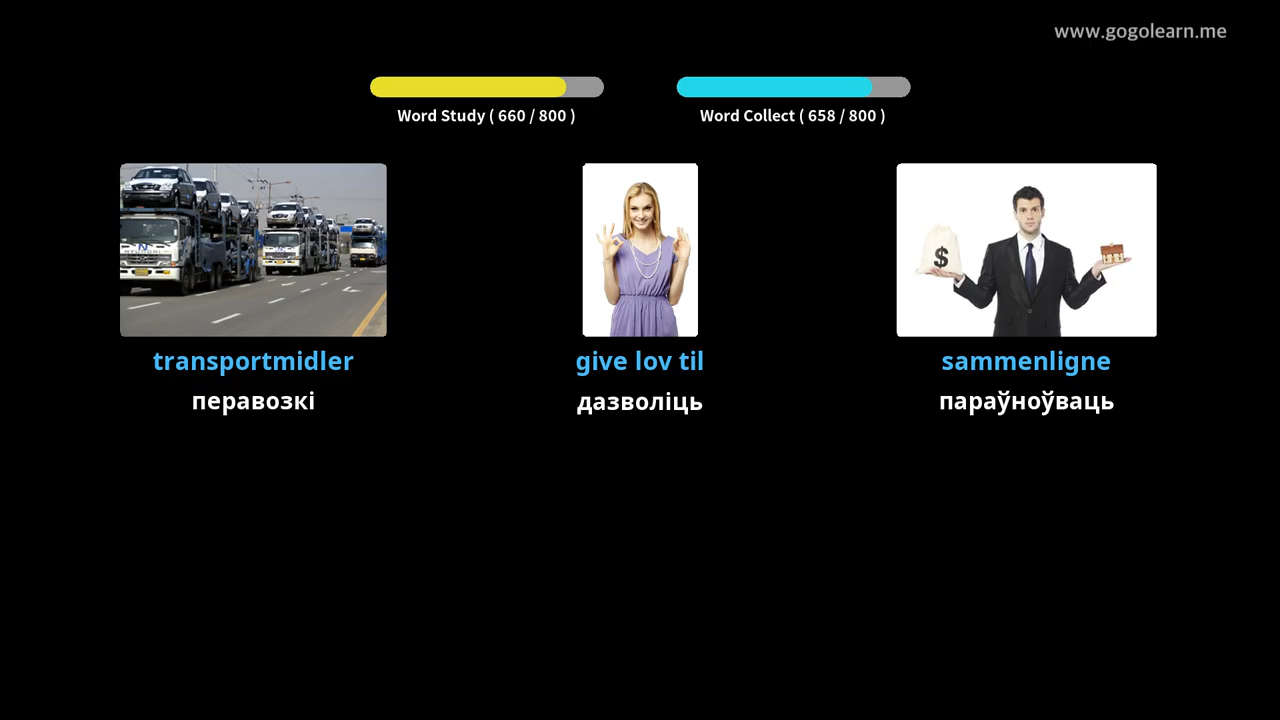 www.gogolearn.me
Word Study ( 660 / 800 )
Word Collect ( 658 / 800 )
transportmidler
give lov til
sammenligne
перавозкі
дазволіць
параўноўваць
$